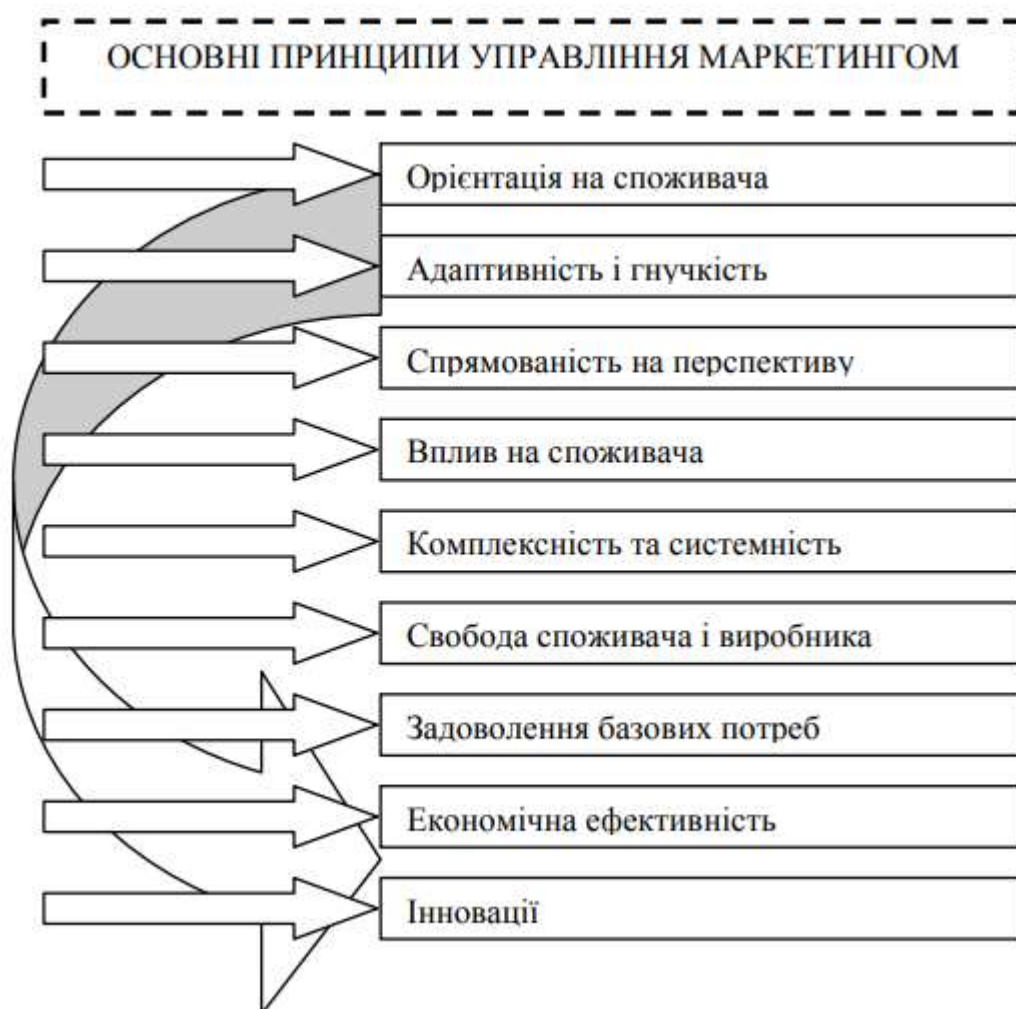 ОСНОВНІ ПРИНЦИПИ УПРАВЛІННЯ МАРКЕТИНГОМ
Орієнтація на споживача
Адаптивність і гнучкість
Спрямованість на перспективу
Вплив на споживача
Комплексність та системність
Свобода споживача і виробника
Задоволення базових потреб
Економічна ефективність
Інновації